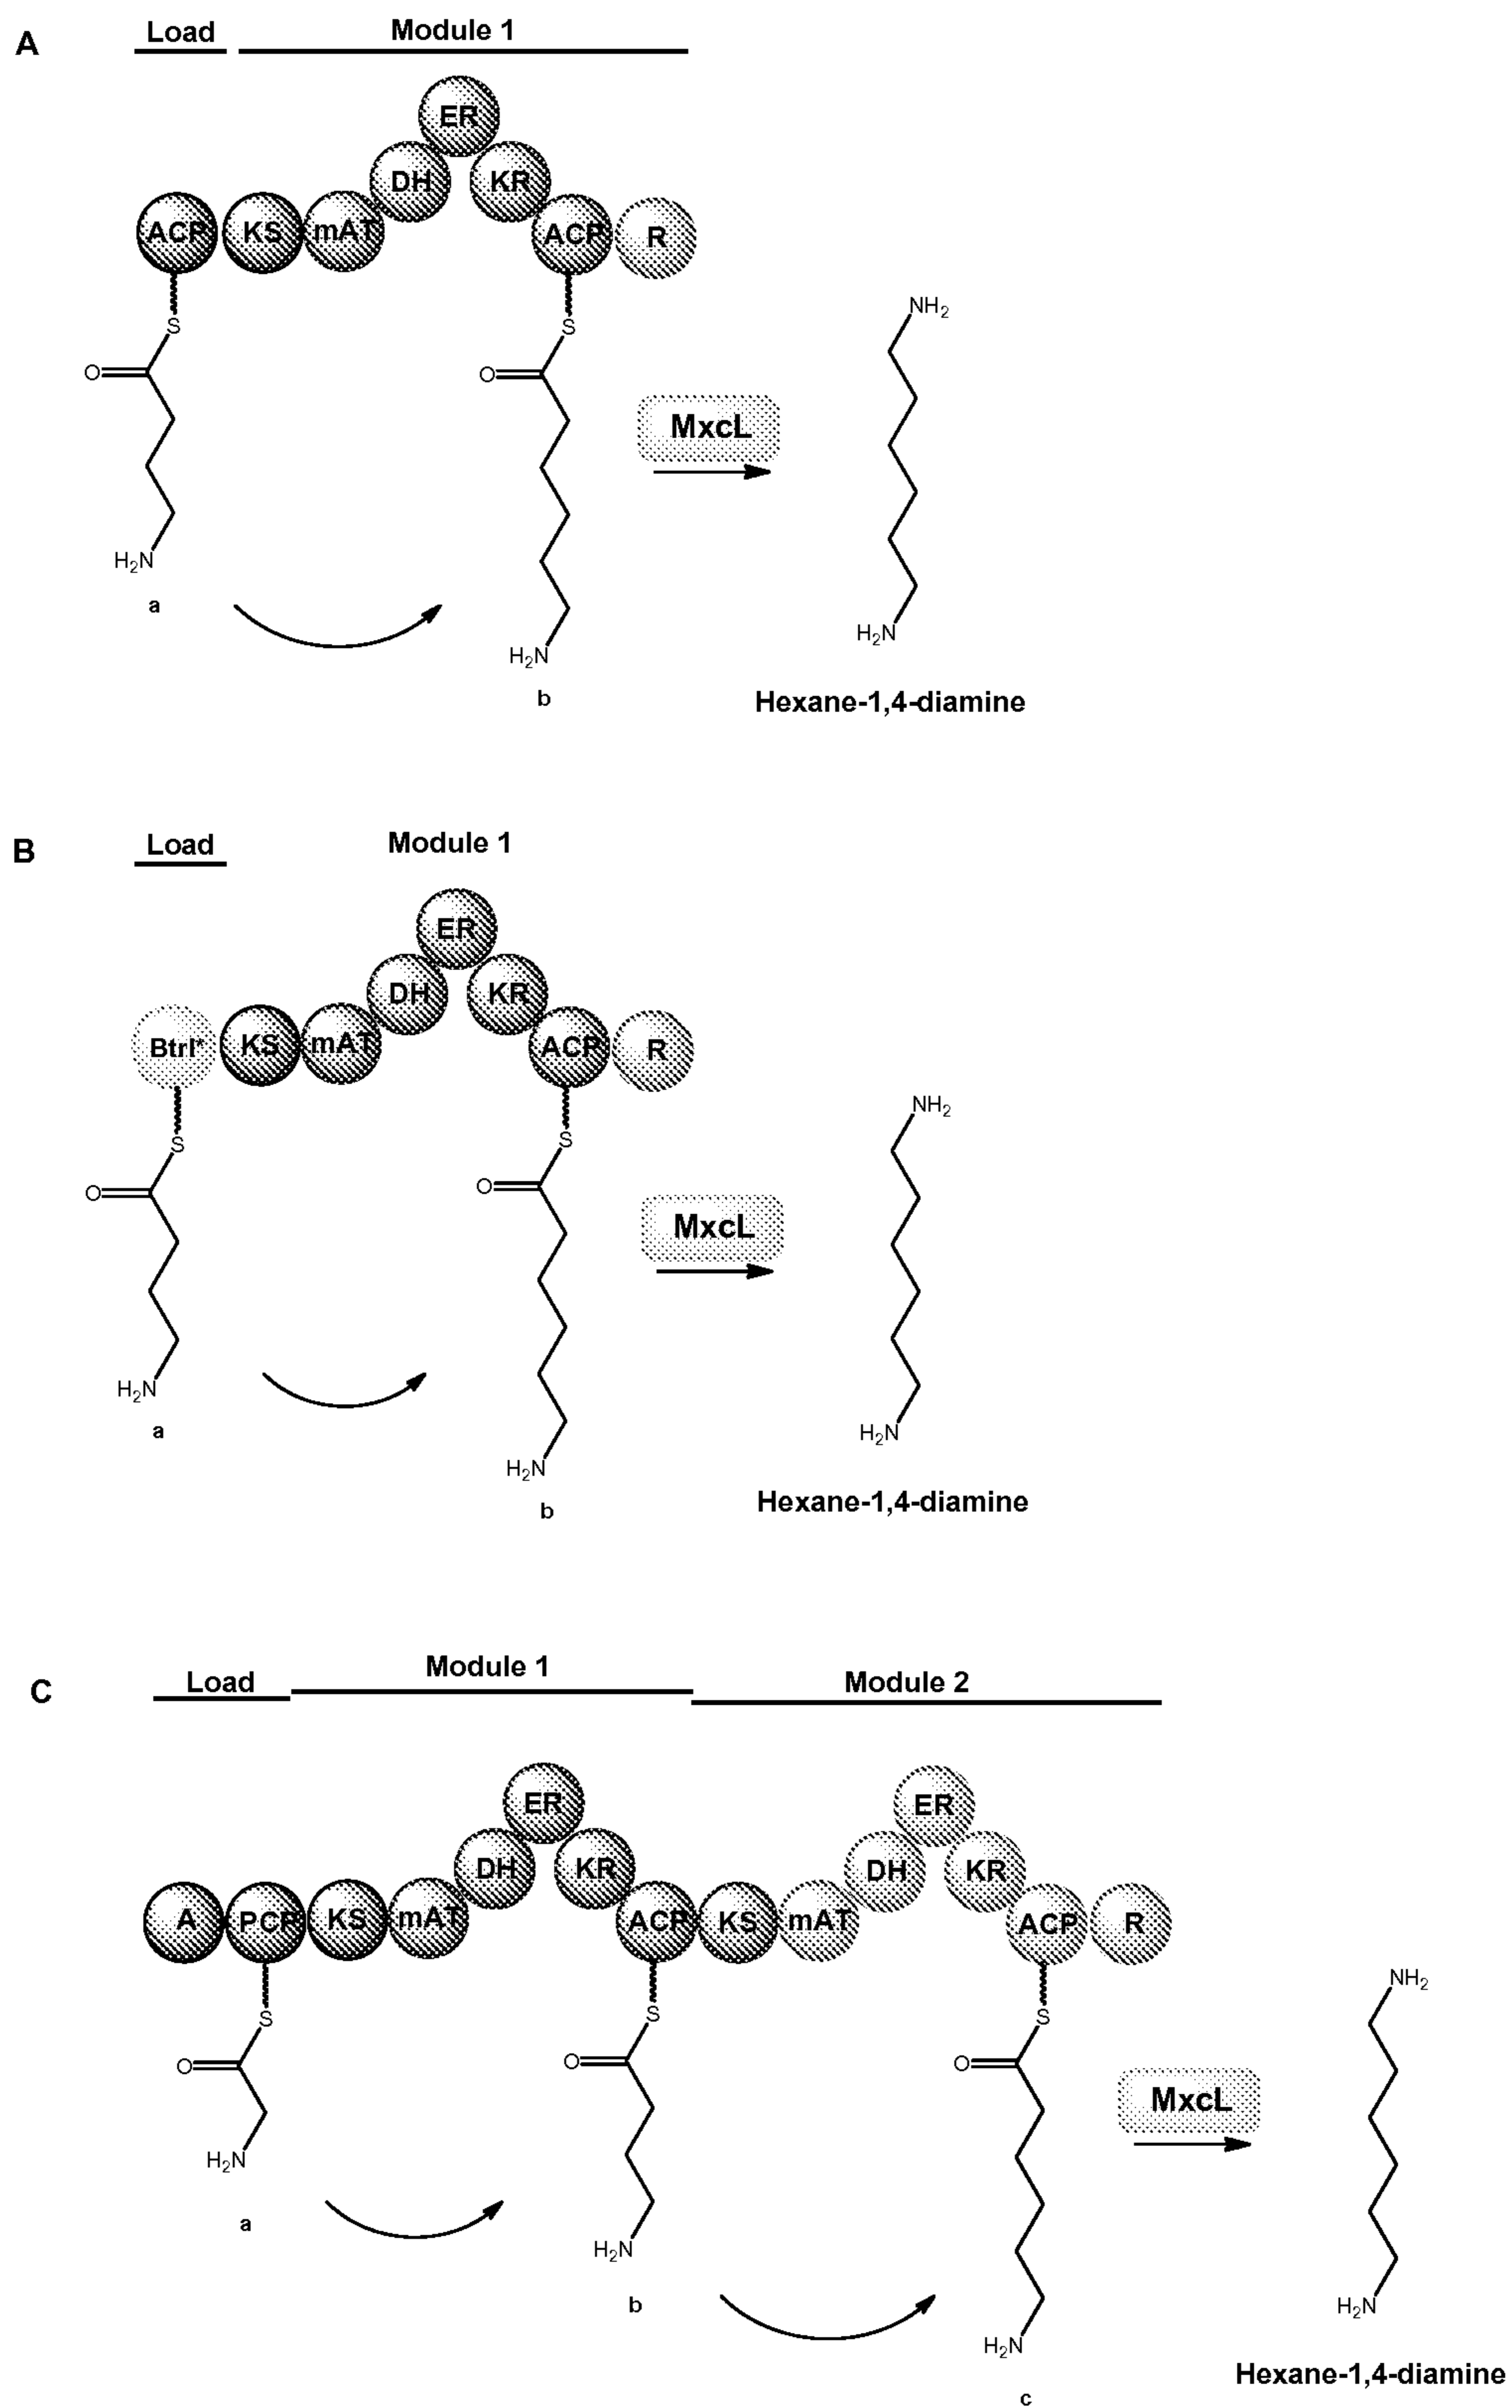 A
Load
Module 1
ER
DH
KR
ACP
KS
mAT
ACP
R
S
O
H2N
a
S
O
H2N
b
MxcL
NH2
H2N
Hexane-1,4-diamine
B
Load
Module 1
ER
DH
KR
BtrI*
KS
mAT
ACP
R
S
O
H2N
a
S
O
H2N
b
MxcL
NH2
H2N
Hexane-1,4-diamine
C
Load
Module 1
Module 2
ER
DH
KR
ER
DH
KR
A
PCP
KS
mAT
ACP
KS
mAT
ACP
R
S
O
H2N
a
S
O
H2N
b
S
O
H2N
c
MxcL
NH2
H2N
Hexane-1,4-diamine